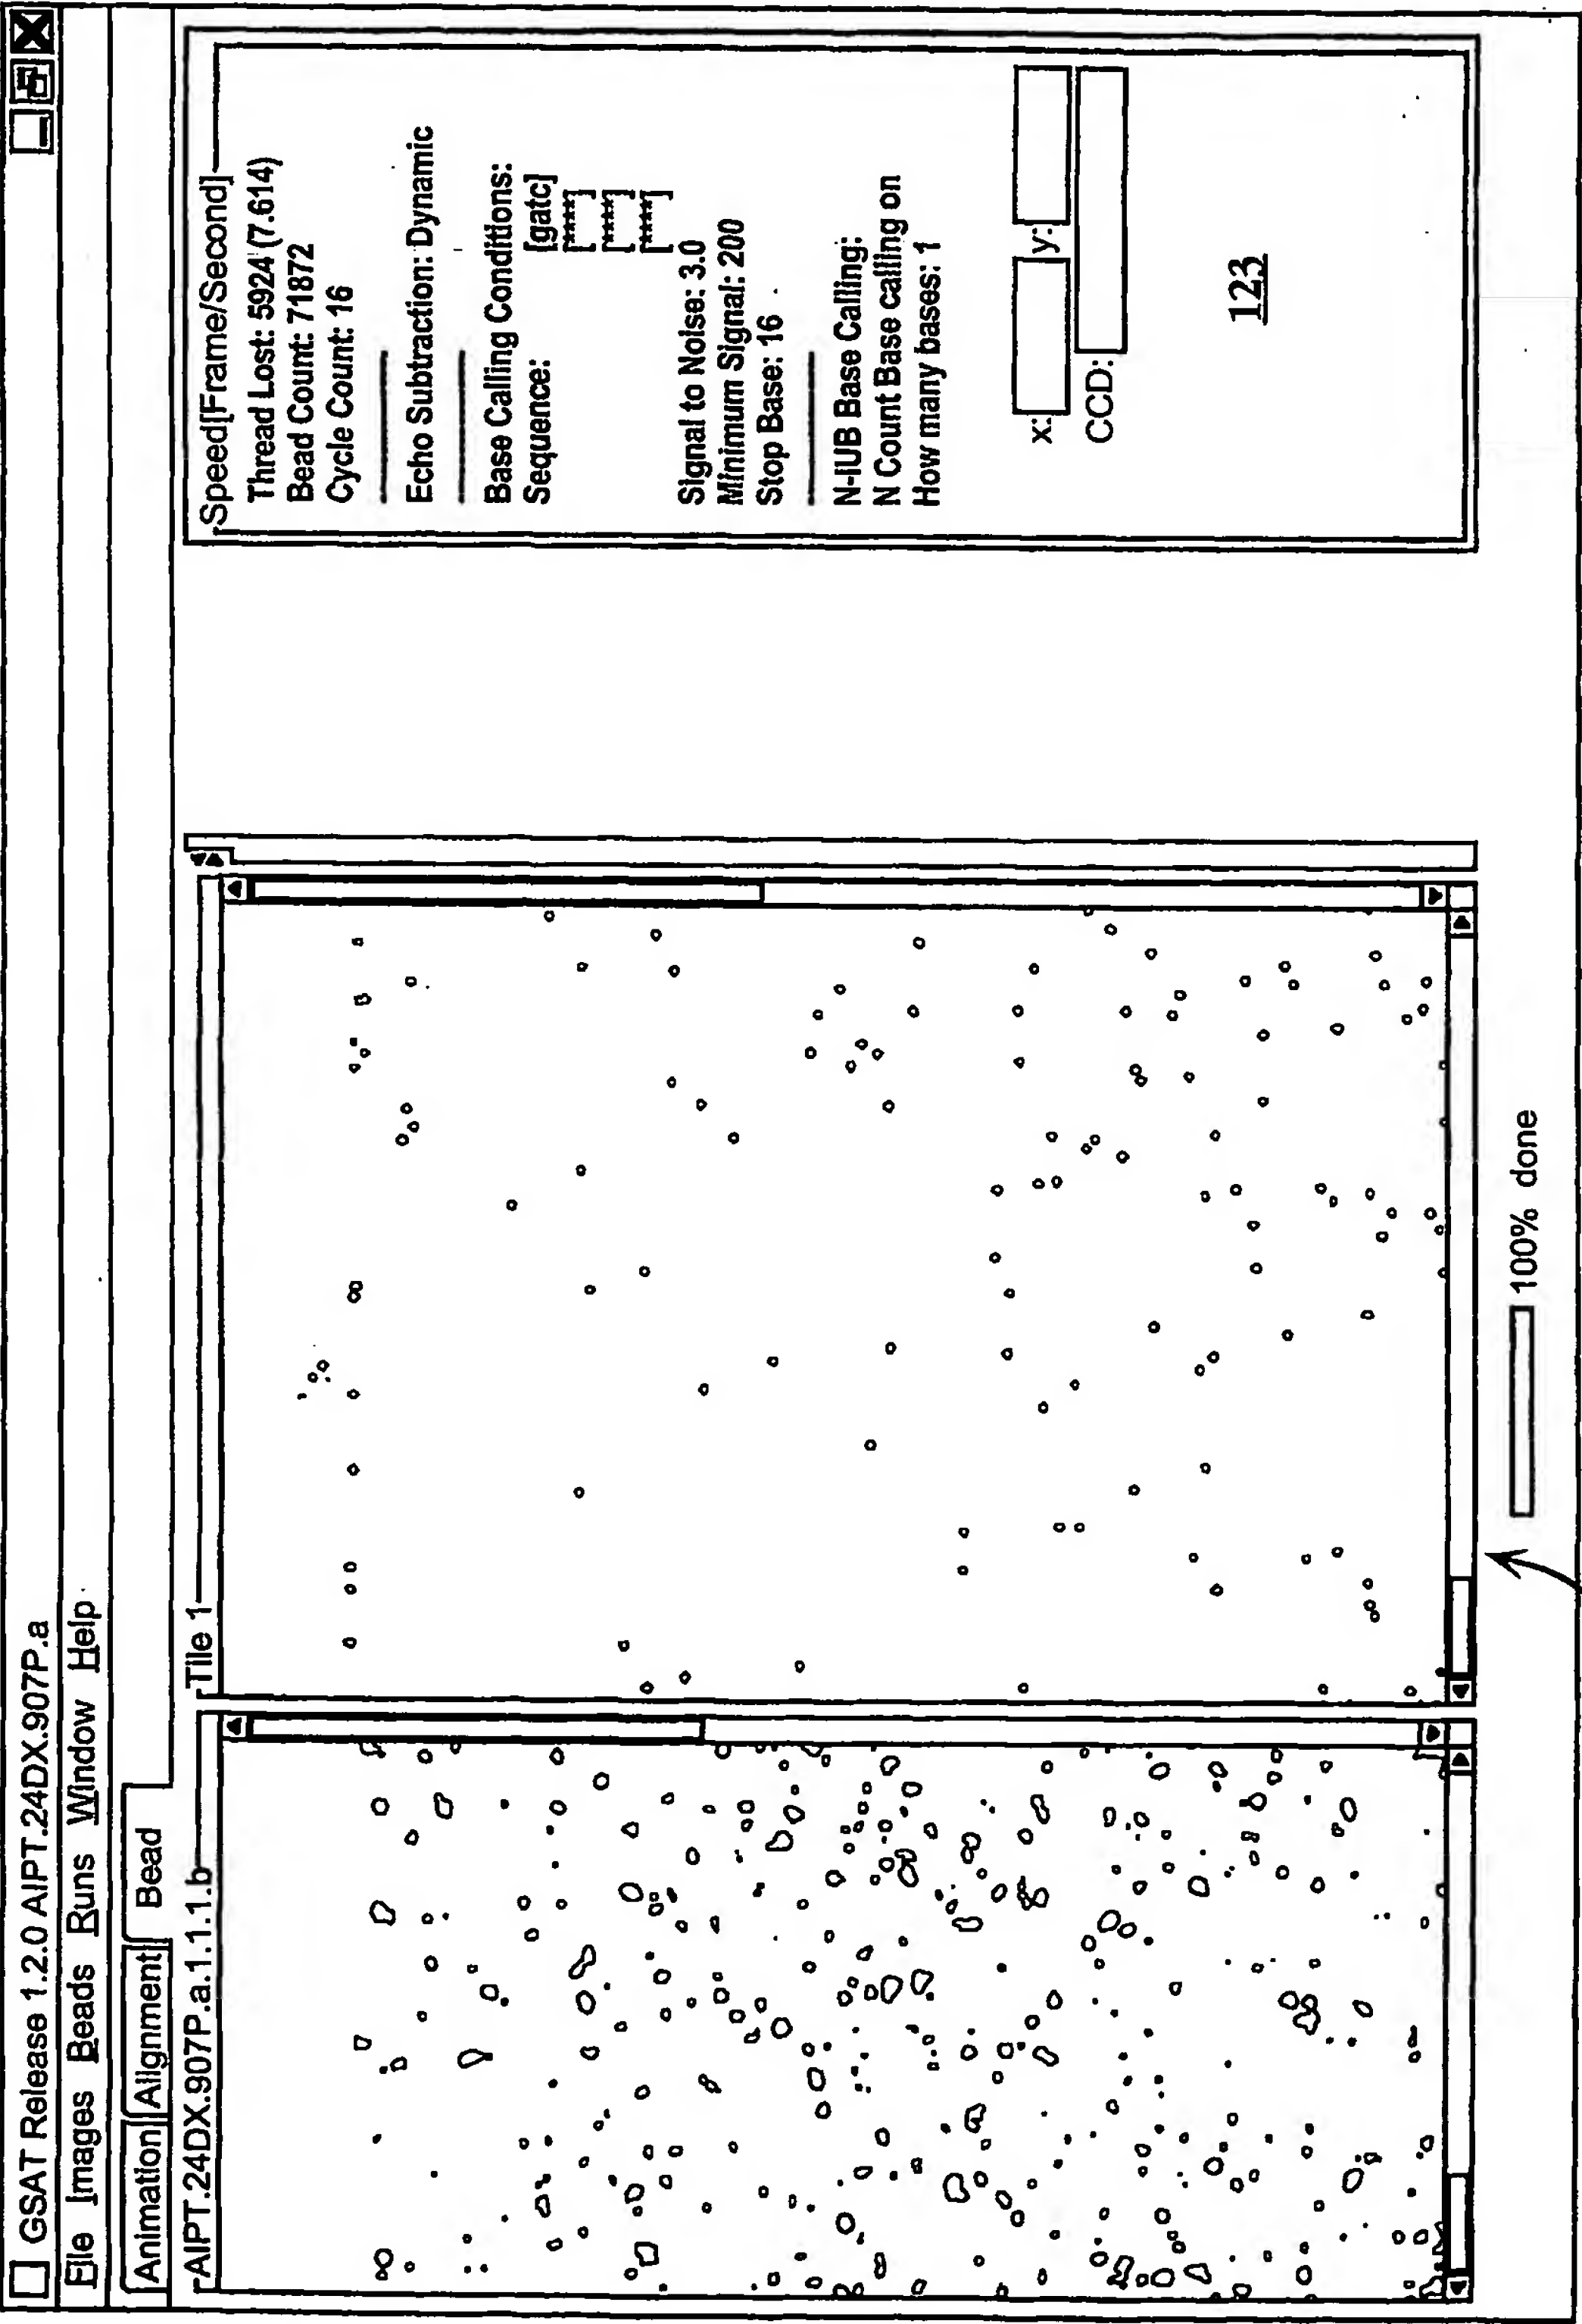 GSAT Release 1.2.0 AIPT.24DX.907P.a
File Images Beads Runs Window Help
Animation Alignment Bead
AIPT.24DX.907P.a.1.1.1.b
Tile 1
Speed[Frame/Second]
Thread Lost: 5924 (7.614)
Bead Count: 71872
Cycle Count: 16
Echo Subtraction: Dynamic
Base Calling Conditions:
Sequence: [gatc]
[****]
[****]
[****]
Signal to Noise: 3.0
Minimum Signal: 200
Stop Base: 16
N-IUB Base Calling:
N Count Base calling on
How many bases: 1
x: y:
CCD:
123
100% done